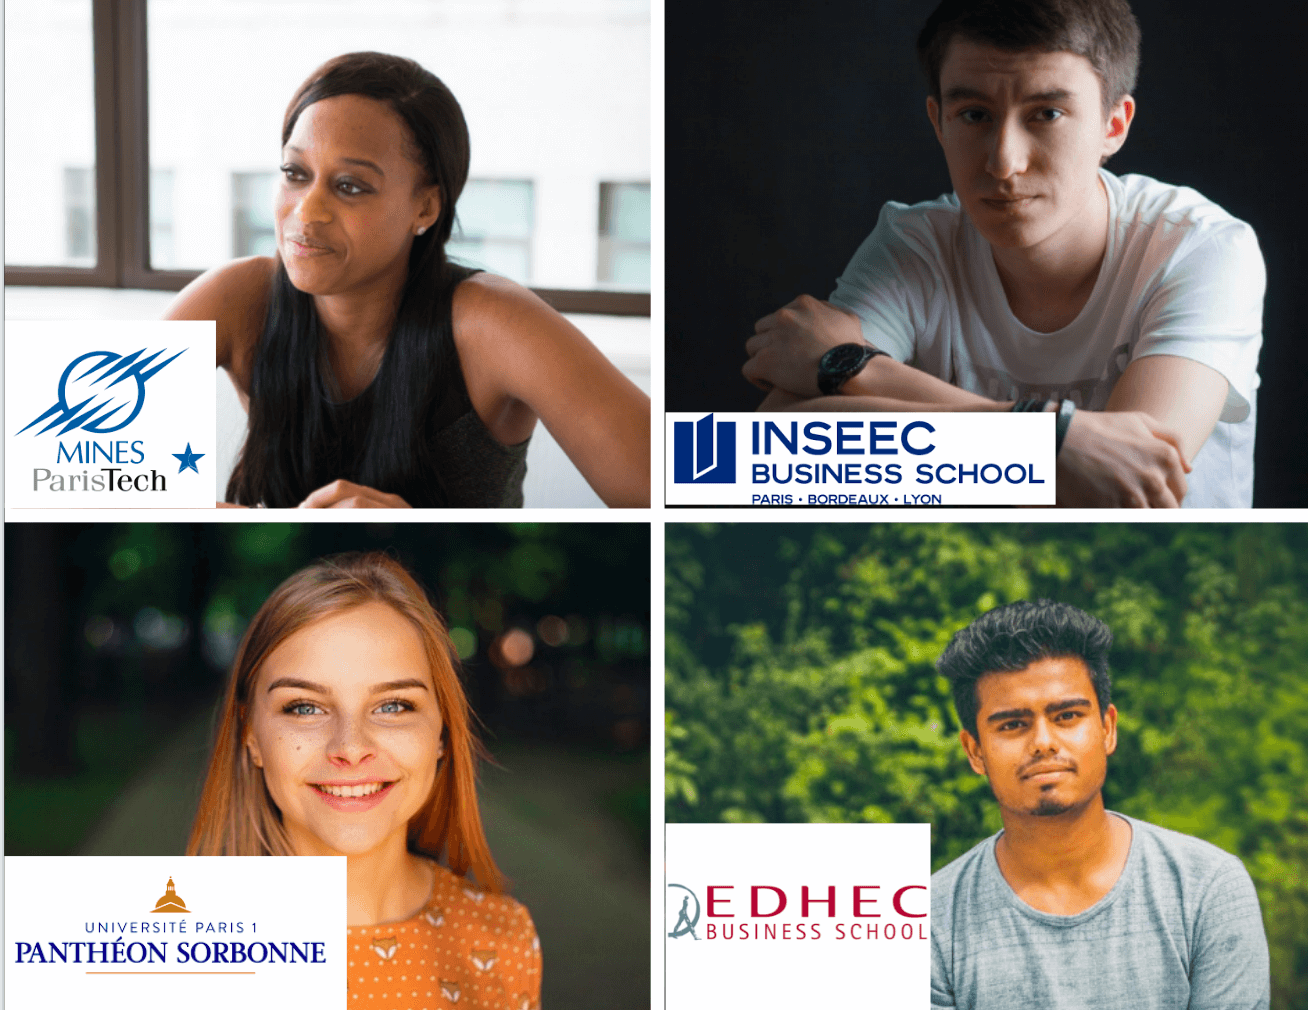 MINES
ParisTech
INSEEC
BUSINESS SCHOOL
PARIS • BORDEAUX • LYON
UNIVERSITÉ PARIS 1
PANTHÉON SORBONNE
EDHEC
BUSINESS SCHOOL